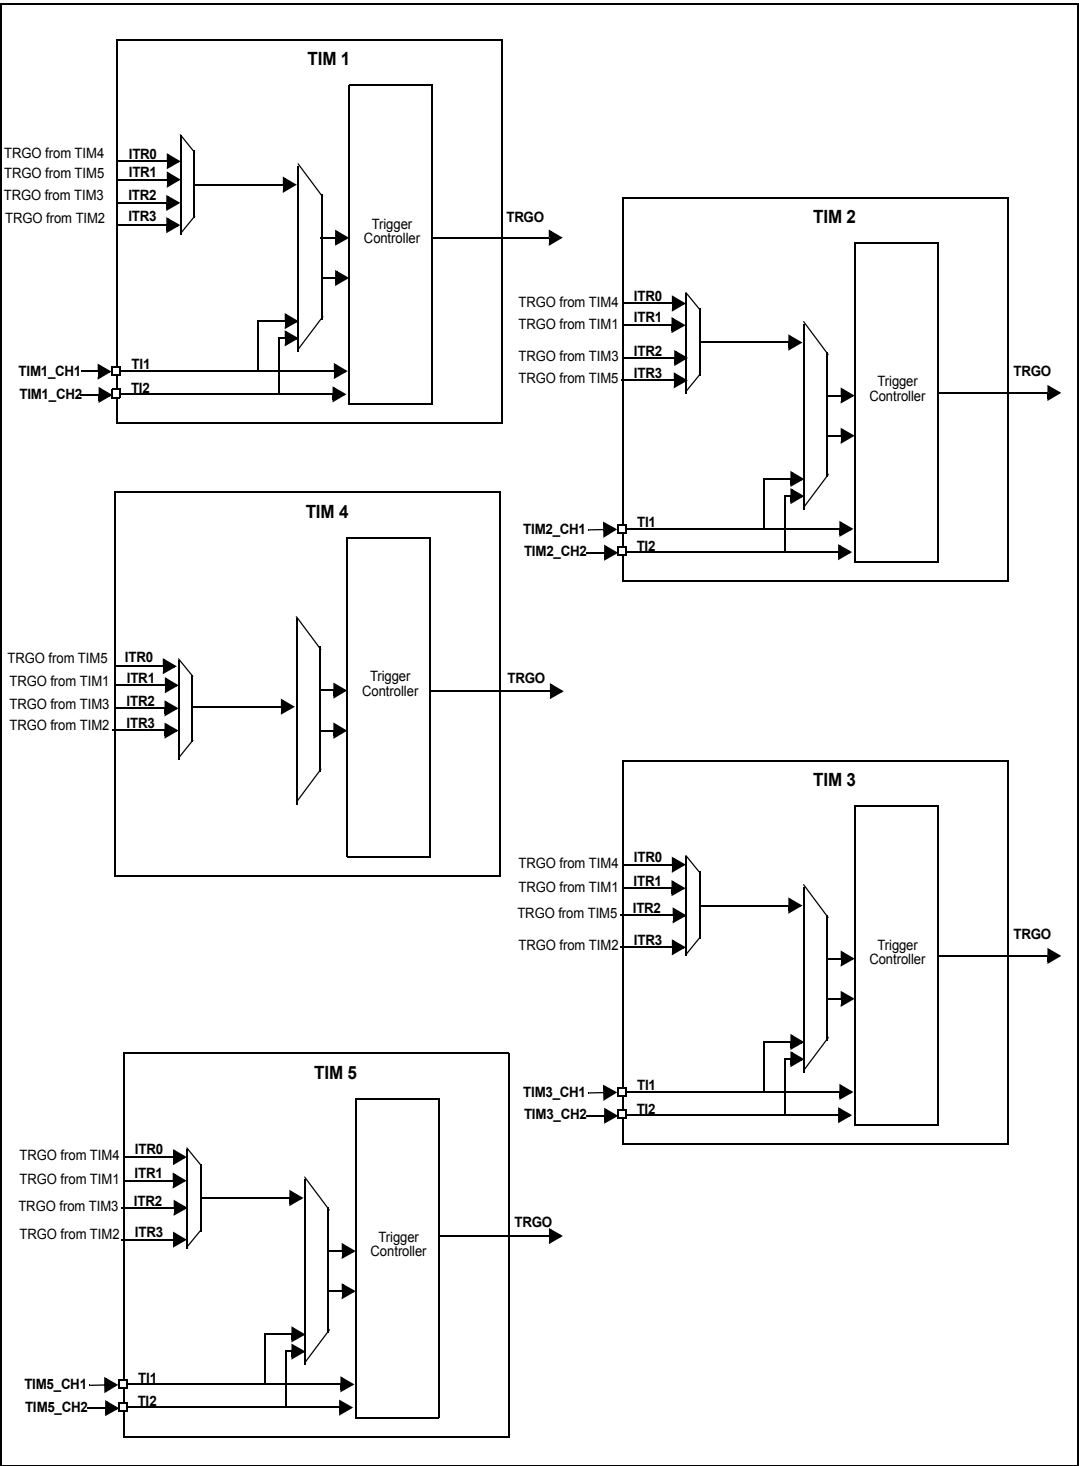 TIM 1
TRGO from TIM4 ITR0
TRGO from TIM5 ITR1
TRGO from TIM3 ITR2
TRGO from TIM2 ITR3
Trigger
Controller
TRGO
TIM1_CH1 TI1
TIM1_CH2 TI2
TIM 2
TRGO from TIM4 ITR0
TRGO from TIM1 ITR1
TRGO from TIM3 ITR2
TRGO from TIM5 ITR3
Trigger
Controller
TRGO
TIM2_CH1 TI1
TIM2_CH2 TI2
TIM 4
TRGO from TIM5 ITR0
TRGO from TIM1 ITR1
TRGO from TIM3 ITR2
TRGO from TIM2 ITR3
Trigger
Controller
TRGO
TIM 3
TRGO from TIM4 ITR0
TRGO from TIM1 ITR1
TRGO from TIM5 ITR2
TRGO from TIM2 ITR3
Trigger
Controller
TRGO
TIM3_CH1 TI1
TIM3_CH2 TI2
TIM 5
TRGO from TIM4 ITR0
TRGO from TIM1 ITR1
TRGO from TIM3 ITR2
TRGO from TIM2 ITR3
Trigger
Controller
TRGO
TIM5_CH1 TI1
TIM5_CH2 TI2